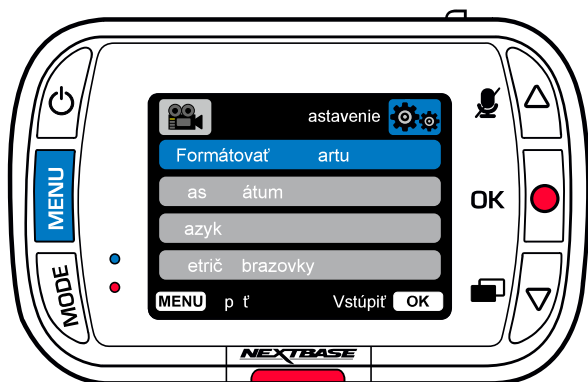 astavenie
Formátovať artu
as átum
azyk
etrič brazovky
MENU p ť Vstúpiť OK
MENU
MODE
OK
NEXTBASE